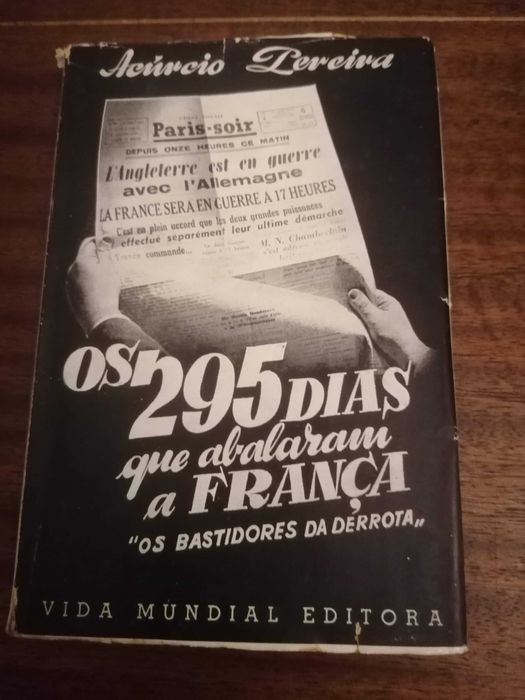 Acúrcio Pereira
Paris-soir
DEPUIS ONZE HEURES CE MATIN
L'Angleterre est en guerre
avec l'Allemagne
LA FRANCE SERA EN GUERRE A 17 HEURES
C'est en plein accord que les deux grandes puissances
effectué séparément leur ultime démarche
M. N. Chamberlain
OS 295 DIAS
que abalaram
a FRANÇA
"OS BASTIDORES DA DERROTA"
VIDA MUNDIAL EDITORA